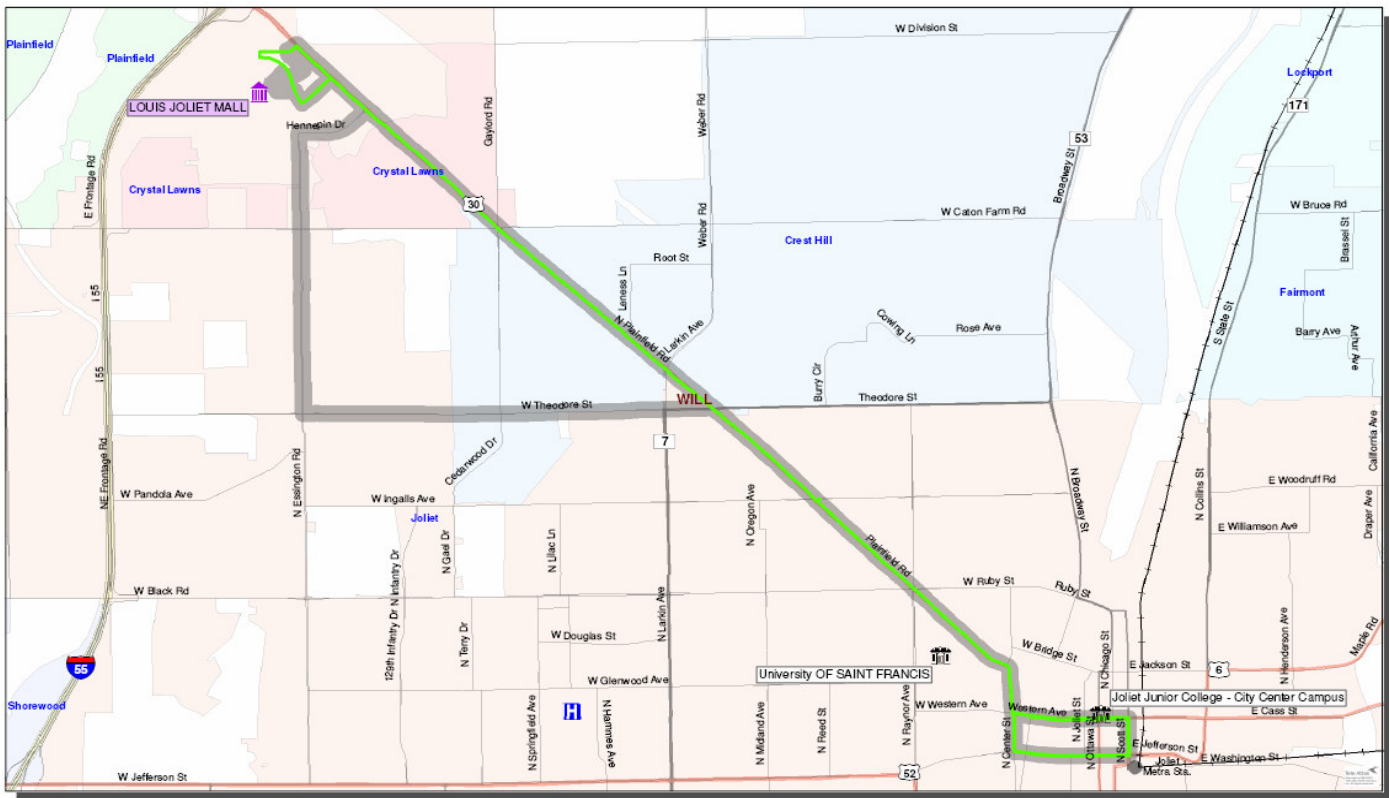 W Division St
Plainfield
Plainfield
Lockport
171
LOUIS JOLIET MALL
Hennepin Dr
Gaylord Rd
Weber Rd
53
Broadway St
E Frontage Rd
Crystal Lawns
Crystal Lawns
30
Weber Rd
W Caton Farm Rd
W Bruce Rd
Brassel St
Crest Hill
Root St
Leness Ln
Fairmont
I 55
N Plainfield Rd
Larkin Ave
Cowing Ln
Rose Ave
S State St
Barry Ave
Arthur Ave
I 55
Burry Cir
WILL
W Theodore St
Theodore St
7
California Ave
Cedarwood Dr
NE Frontage Rd
N Essington Rd
W Pandola Ave
W Ingalls Ave
Joliet
N Oregon Ave
N Broadway St
N Collins St
E Woodruff Rd
E Williamson Ave
Draper Ave
N Gael Dr
N Lilac Ln
Plainfield Rd
W Black Rd
129th Infantry Dr N Infantry Dr
N Terry Dr
W Douglas St
N Larkin Ave
W Ruby St
Ruby St
W Bridge St
N Chicago St
E Jackson St
6
N Henderson Ave
Maple Rd
55
University OF SAINT FRANCIS
W Glenwood Ave
Joliet Junior College - City Center Campus
Shorewood
H
N Springfield Ave
N Hammes Ave
N Midland Ave
N Reed St
N Raynor Ave
W Western Ave
Western Ave
N Center St
N Joliet St
N Ottawa St
N Scott St
E Cass St
E Jefferson St
E Washington St
W Jefferson St
52
Joliet
Metra Sta.
Tele Atlas